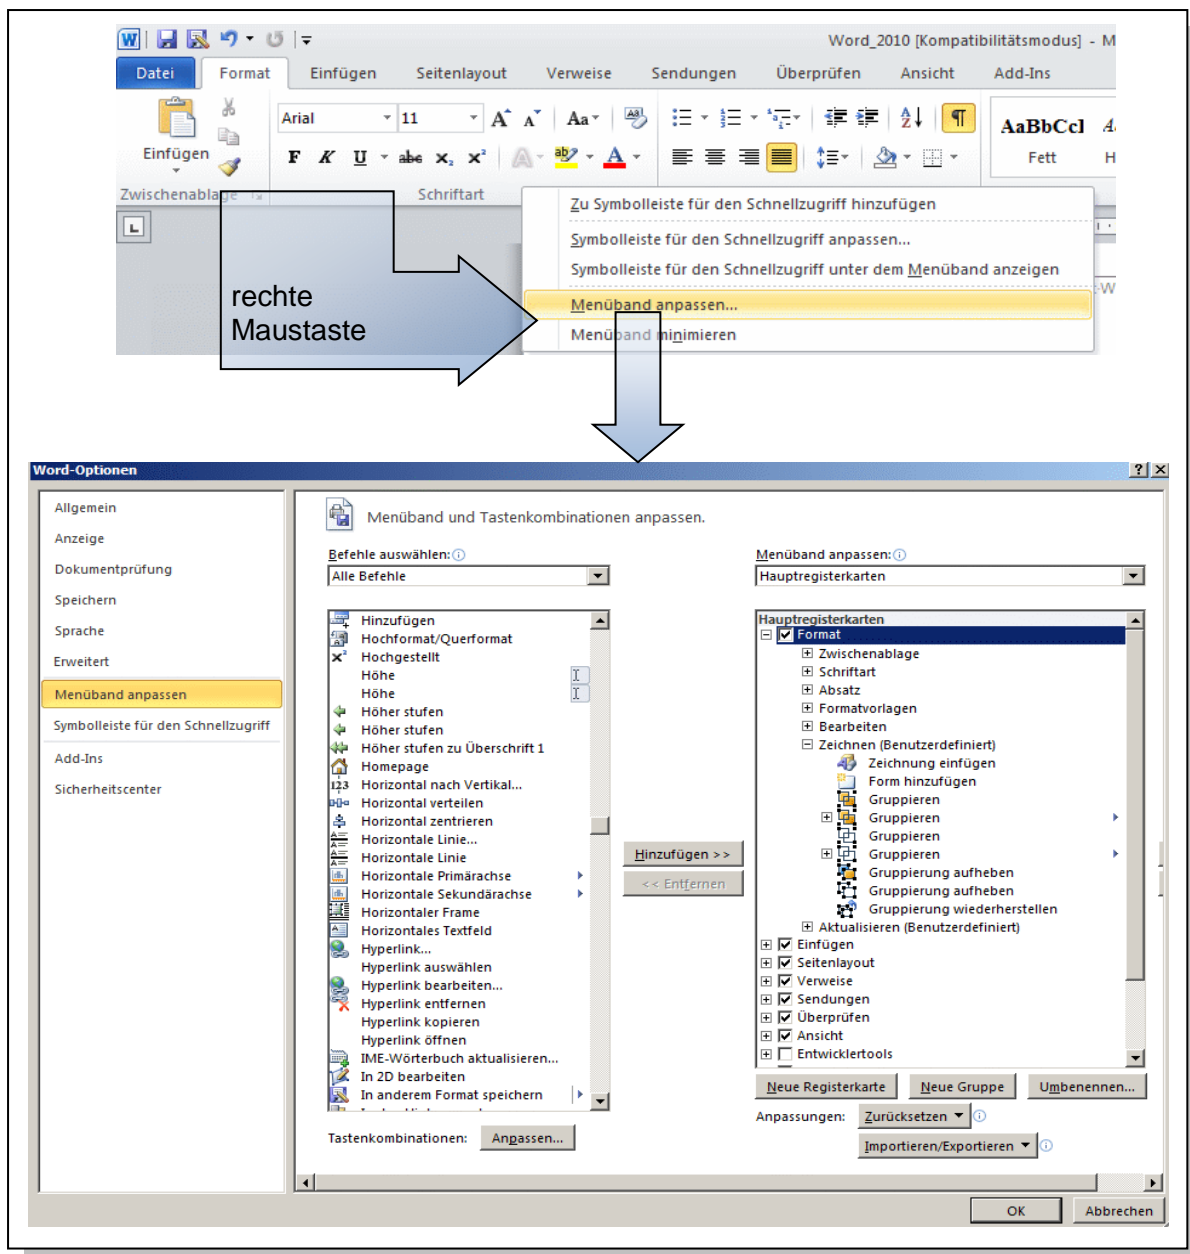 Word_2010 [Kompatibilitätsmodus] - M
Datei Format Einfügen Seitenlayout Verweise Sendungen Überprüfen Ansicht Add-Ins
Arial 11 Aa
Einfügen
F K U abe x₂ x²
AaBbCcI
Fett H
Zwischenablage Schriftart
Zu Symbolleiste für den Schnellzugriff hinzufügen
Symbolleiste für den Schnellzugriff anpassen...
Symbolleiste für den Schnellzugriff unter dem Menüband anzeigen
Menüband anpassen...
Menüband minimieren
rechte
Maustaste
Word-Optionen
Allgemein
Anzeige
Dokumentprüfung
Speichern
Sprache
Erweitert
Menüband anpassen
Symbolleiste für den Schnellzugriff
Add-Ins
Sicherheitscenter
Menüband und Tastenkombinationen anpassen.
Befehle auswählen:
Alle Befehle
Hinzufügen
Hochformat/Querformat
Hochgestellt
Höhe
Höhe
Höher stufen
Höher stufen
Höher stufen zu Überschrift 1
Homepage
Horizontal nach Vertikal...
Horizontal verteilen
Horizontal zentrieren
Horizontale Linie...
Horizontale Linie
Horizontale Primärachse
Horizontale Sekundärachse
Horizontaler Frame
Horizontales Textfeld
Hyperlink...
Hyperlink auswählen
Hyperlink bearbeiten...
Hyperlink entfernen
Hyperlink kopieren
Hyperlink öffnen
IME-Wörterbuch aktualisieren...
In 2D bearbeiten
In anderem Format speichern
Tastenkombinationen: Anpassen...
Hinzufügen >>
<< Entfernen
Menüband anpassen:
Hauptregisterkarten
Hauptregisterkarten
Format
Zwischenablage
Schriftart
Absatz
Formatvorlagen
Bearbeiten
Zeichnen (Benutzerdefiniert)
Zeichnung einfügen
Form hinzufügen
Gruppieren
Gruppieren
Gruppieren
Gruppieren
Gruppierung aufheben
Gruppierung aufheben
Gruppierung wiederherstellen
Aktualisieren (Benutzerdefiniert)
Einfügen
Seitenlayout
Verweise
Sendungen
Überprüfen
Ansicht
Entwicklertools
Neue Registerkarte Neue Gruppe Umbenennen...
Anpassungen: Zurücksetzen
Importieren/Exportieren
OK Abbrechen